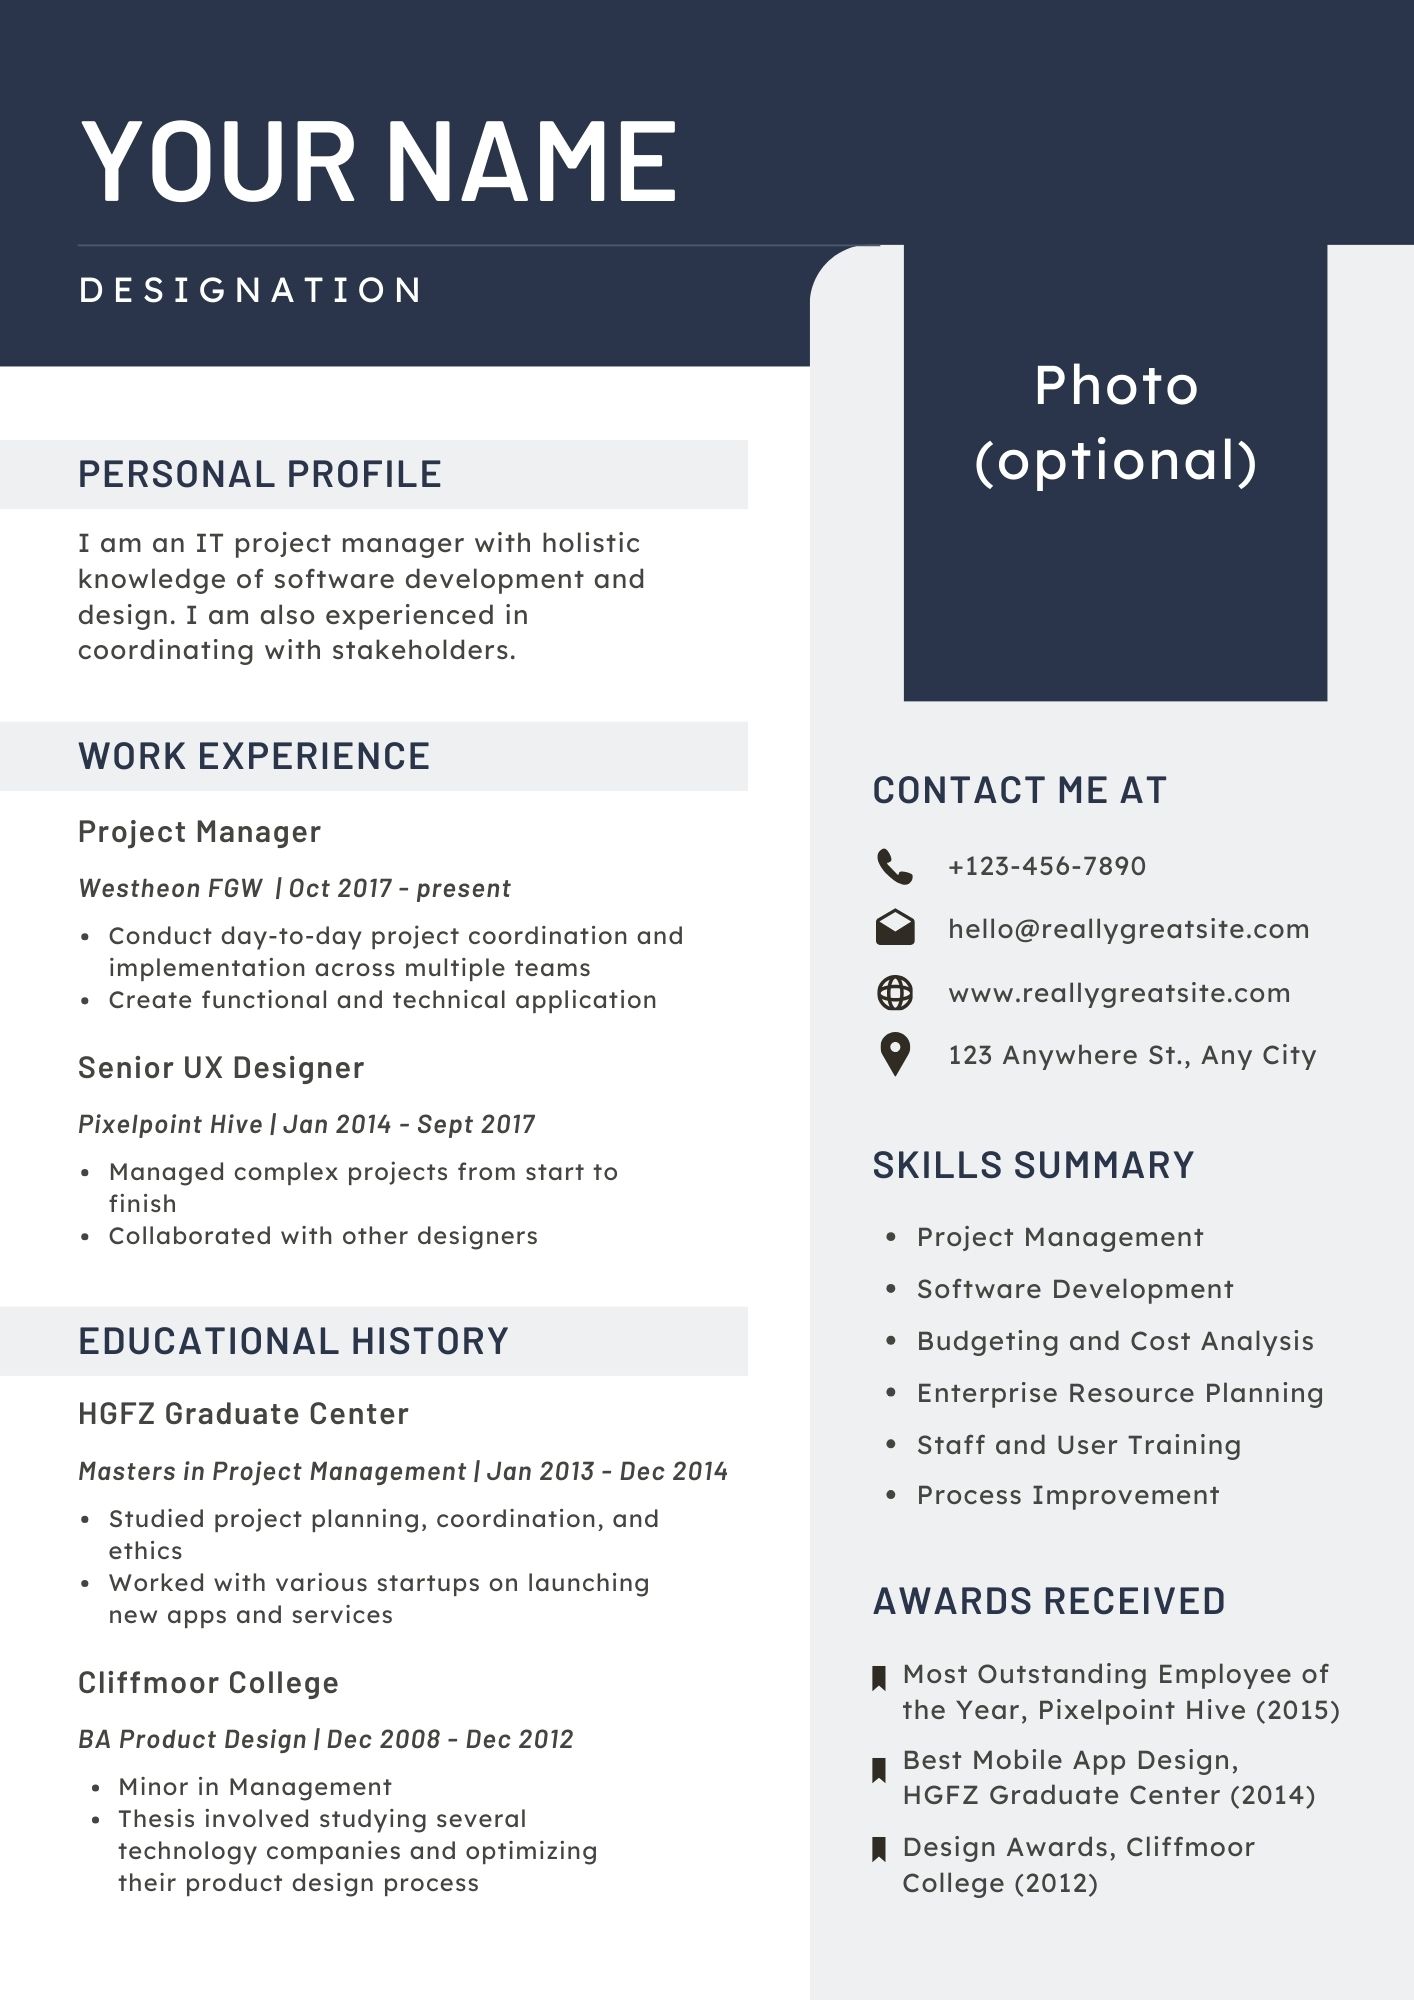 YOUR NAME
DESIGNATION
Photo
(optional)
PERSONAL PROFILE
I am an IT project manager with holistic
knowledge of software development and
design. I am also experienced in
coordinating with stakeholders.
WORK EXPERIENCE
Project Manager
Westheon FGW | Oct 2017 - present
• Conduct day-to-day project coordination and
implementation across multiple teams
• Create functional and technical application
Senior UX Designer
Pixelpoint Hive | Jan 2014 - Sept 2017
• Managed complex projects from start to
finish
• Collaborated with other designers
EDUCATIONAL HISTORY
HGFZ Graduate Center
Masters in Project Management | Jan 2013 - Dec 2014
• Studied project planning, coordination, and
ethics
• Worked with various startups on launching
new apps and services
Cliffmoor College
BA Product Design | Dec 2008 - Dec 2012
• Minor in Management
• Thesis involved studying several
technology companies and optimizing
their product design process
CONTACT ME AT
+123-456-7890
hello@reallygreatsite.com
www.reallygreatsite.com
123 Anywhere St., Any City
SKILLS SUMMARY
• Project Management
• Software Development
• Budgeting and Cost Analysis
• Enterprise Resource Planning
• Staff and User Training
• Process Improvement
AWARDS RECEIVED
Most Outstanding Employee of
the Year, Pixelpoint Hive (2015)
Best Mobile App Design,
HGFZ Graduate Center (2014)
Design Awards, Cliffmoor
College (2012)